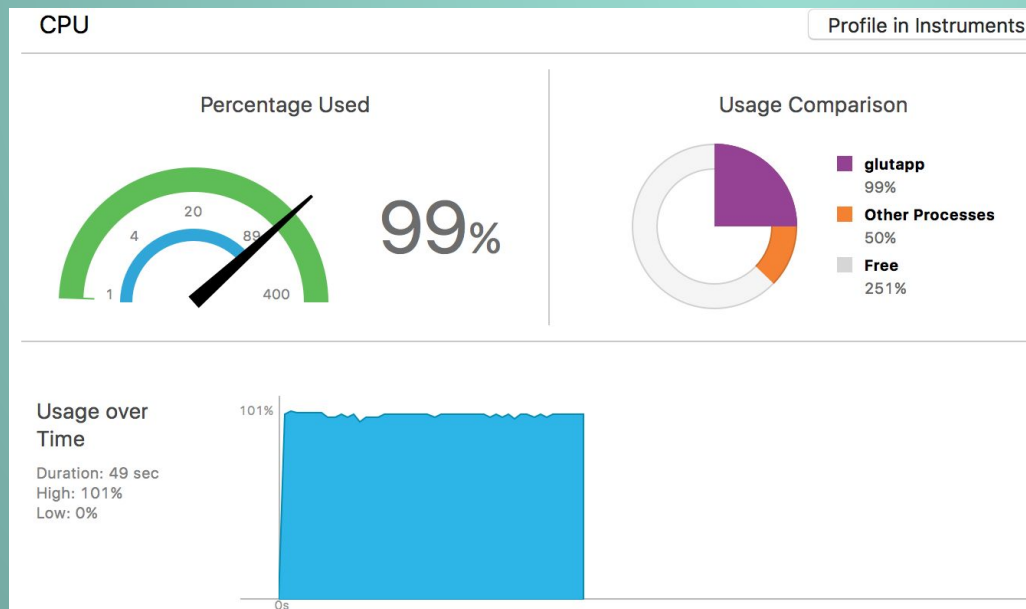 CPU
Profile in Instruments
Percentage Used
1
4
20
89
400
99%
Usage Comparison
glutapp
99%
Other Processes
50%
Free
251%
Usage over
Time
Duration: 49 sec
High: 101%
Low: 0%
101%
0s